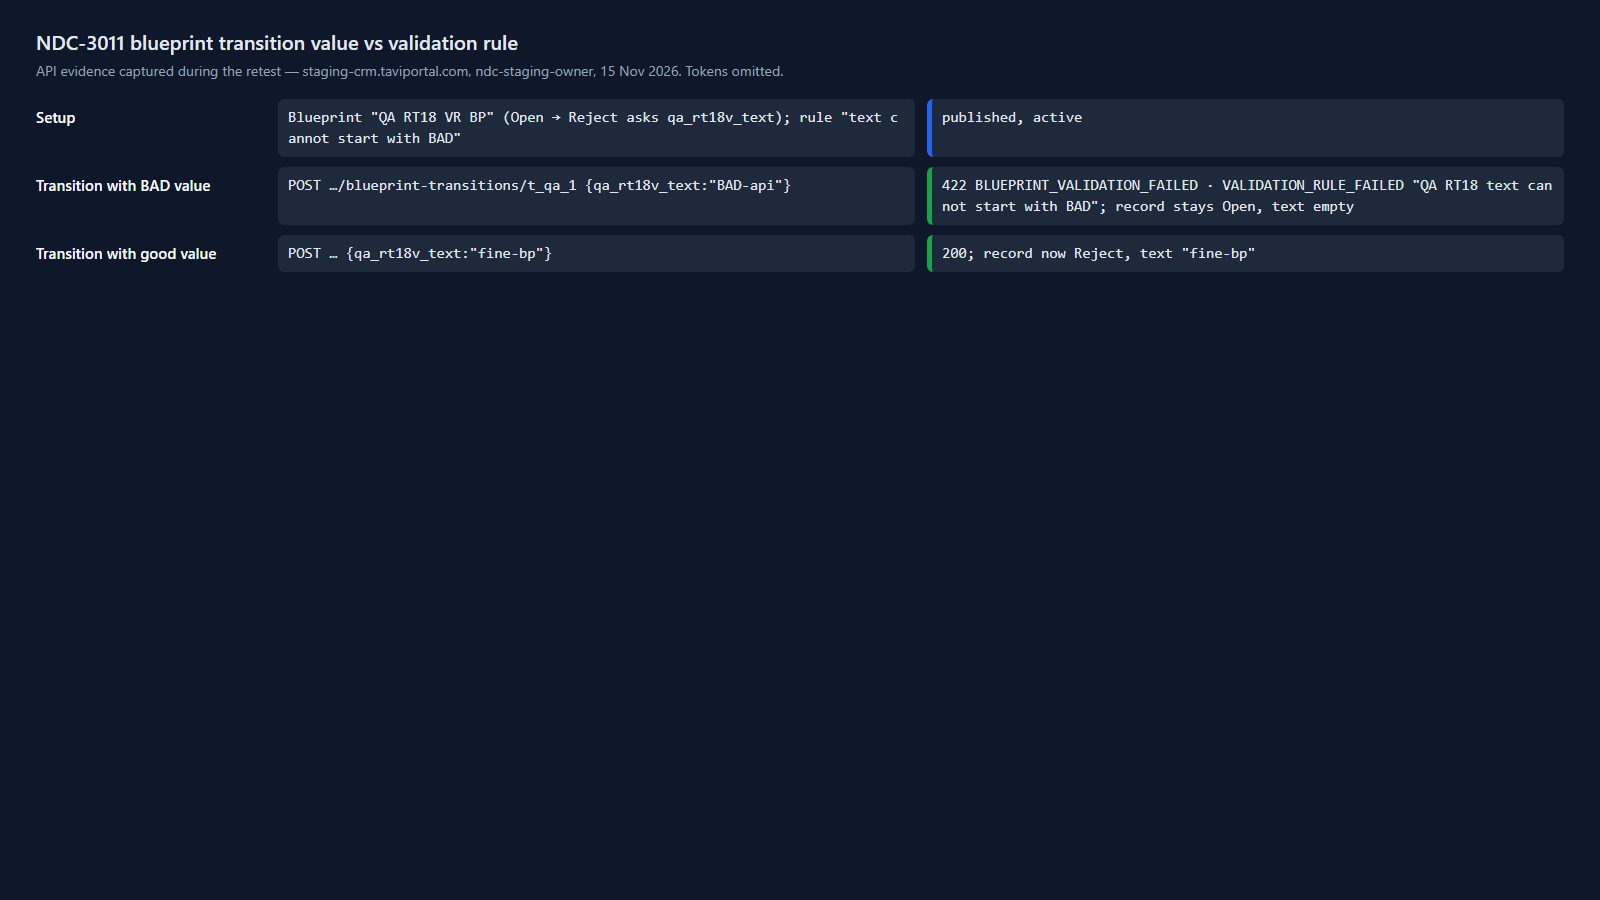 NDC-3011 blueprint transition value vs validation rule
API evidence captured during the retest — staging-crm.taviportal.com, ndc-staging-owner, 15 Nov 2026. Tokens omitted.
Setup
Blueprint "QA RT18 VR BP" (Open → Reject asks qa_rt18v_text); rule "text c
annot start with BAD"
published, active
Transition with BAD value
POST …/blueprint-transitions/t_qa_1 {qa_rt18v_text:"BAD-api"}
422 BLUEPRINT_VALIDATION_FAILED · VALIDATION_RULE_FAILED "QA RT18 text can
not start with BAD"; record stays Open, text empty
Transition with good value
POST … {qa_rt18v_text:"fine-bp"}
200; record now Reject, text "fine-bp"